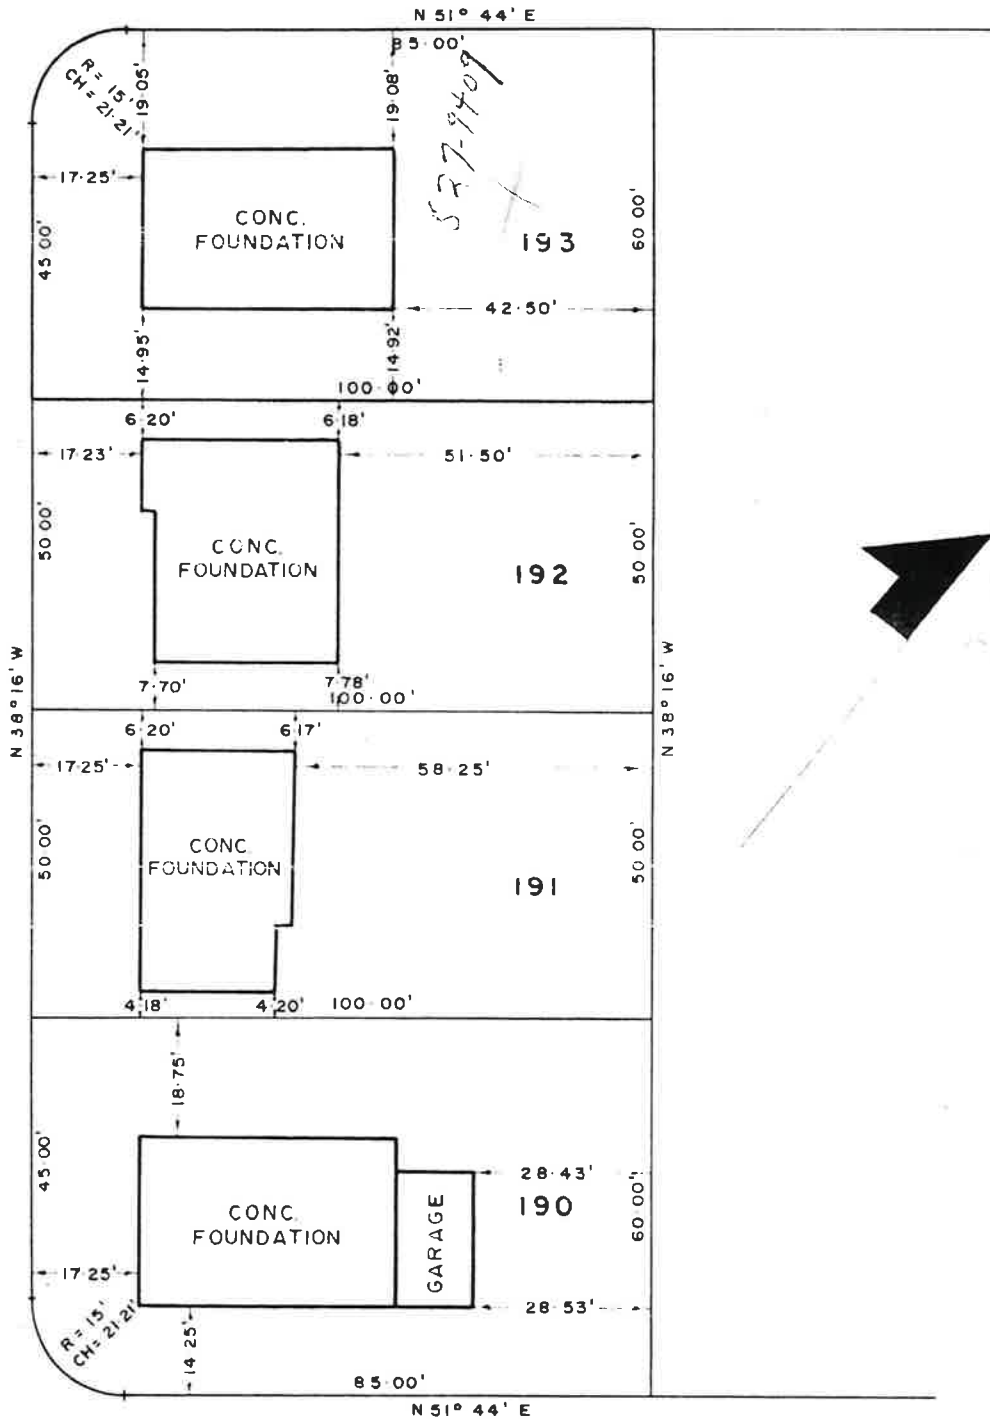 N 51° 44' E
85·00'
R = 15'
CH = 21·21'
19·05'
19·08'
527-9409
17·25'
CONC.
FOUNDATION
193
45·00'
60·00'
42·50'
14·95'
14·92'
100·00'
6·20'
6·18'
17·23'
51·50'
50·00'
CONC.
FOUNDATION
192
50·00'
7·70'
7·78'
100·00'
N 38° 16' W
N 38° 16' W
6·20'
6·17'
17·25'
58·25'
50·00'
CONC.
FOUNDATION
191
50·00'
4·18'
4·20'
100·00'
18·75'
45·00'
28·43'
190
CONC.
FOUNDATION
GARAGE
60·00'
17·25'
28·53'
R = 15'
CH = 21·21'
14·25'
85·00'
N 51° 44' E